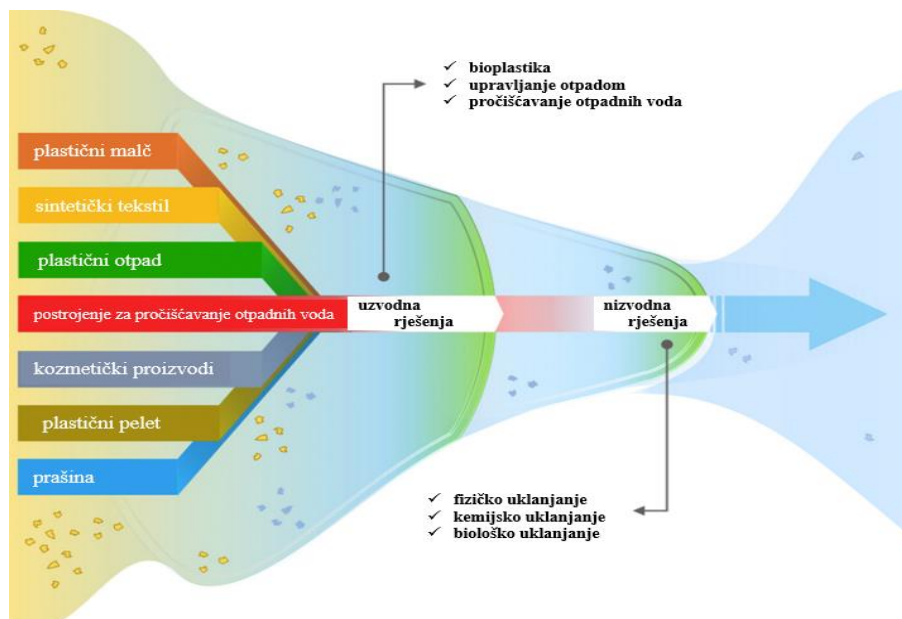 bioplastika
upravljanje otpadom
pročišćavanje otpadnih voda
plastični malč
sintetički tekstil
plastični otpad
postrojenje za pročišćavanje otpadnih voda
uzvodna
rješenja
nizvodna
rješenja
kozmetički proizvodi
plastični pelet
prašina
fizičko uklanjanje
kemijsko uklanjanje
biološko uklanjanje